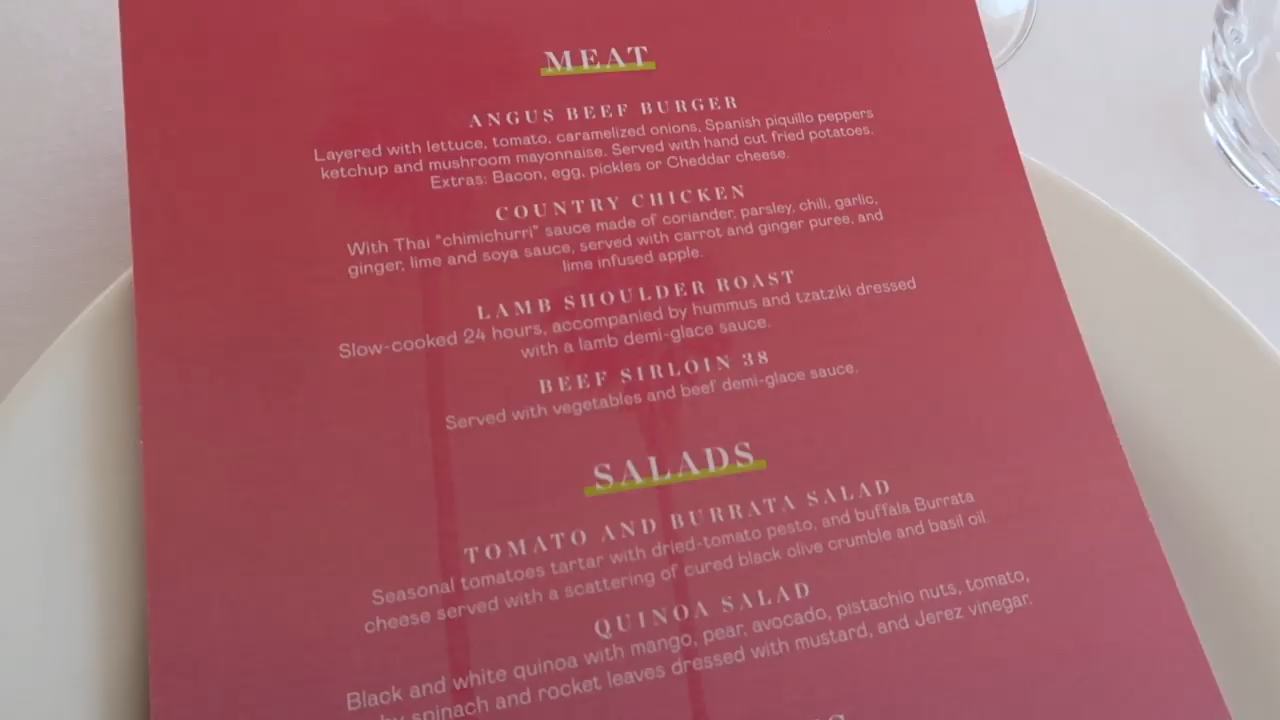 MEAT
ANGUS BEEF BURGER
Layered with lettuce, tomato, caramelized onions, Spanish piquillo peppers
ketchup and mushroom mayonnaise. Served with hand cut fried potatoes.
Extras: Bacon, egg, pickles or Cheddar cheese.
COUNTRY CHICKEN
With Thai "chimichurri" sauce made of coriander, parsley, chili, garlic,
ginger, lime and soya sauce, served with carrot and ginger puree, and
lime infused apple.
LAMB SHOULDER ROAST
Slow-cooked 24 hours, accompanied by hummus and tzatziki dressed
with a lamb demi-glace sauce.
BEEF SIRLOIN 38
Served with vegetables and beef demi-glace sauce.
SALADS
TOMATO AND BURRATA SALAD
Seasonal tomatoes tartar with dried-tomato pesto, and buffala Burrata
cheese served with a scattering of cured black olive crumble and basil oil.
QUINOA SALAD
Black and white quinoa with mango, pear, avocado, pistachio nuts, tomato,
spinach and rocket leaves dressed with mustard, and Jerez vinegar.